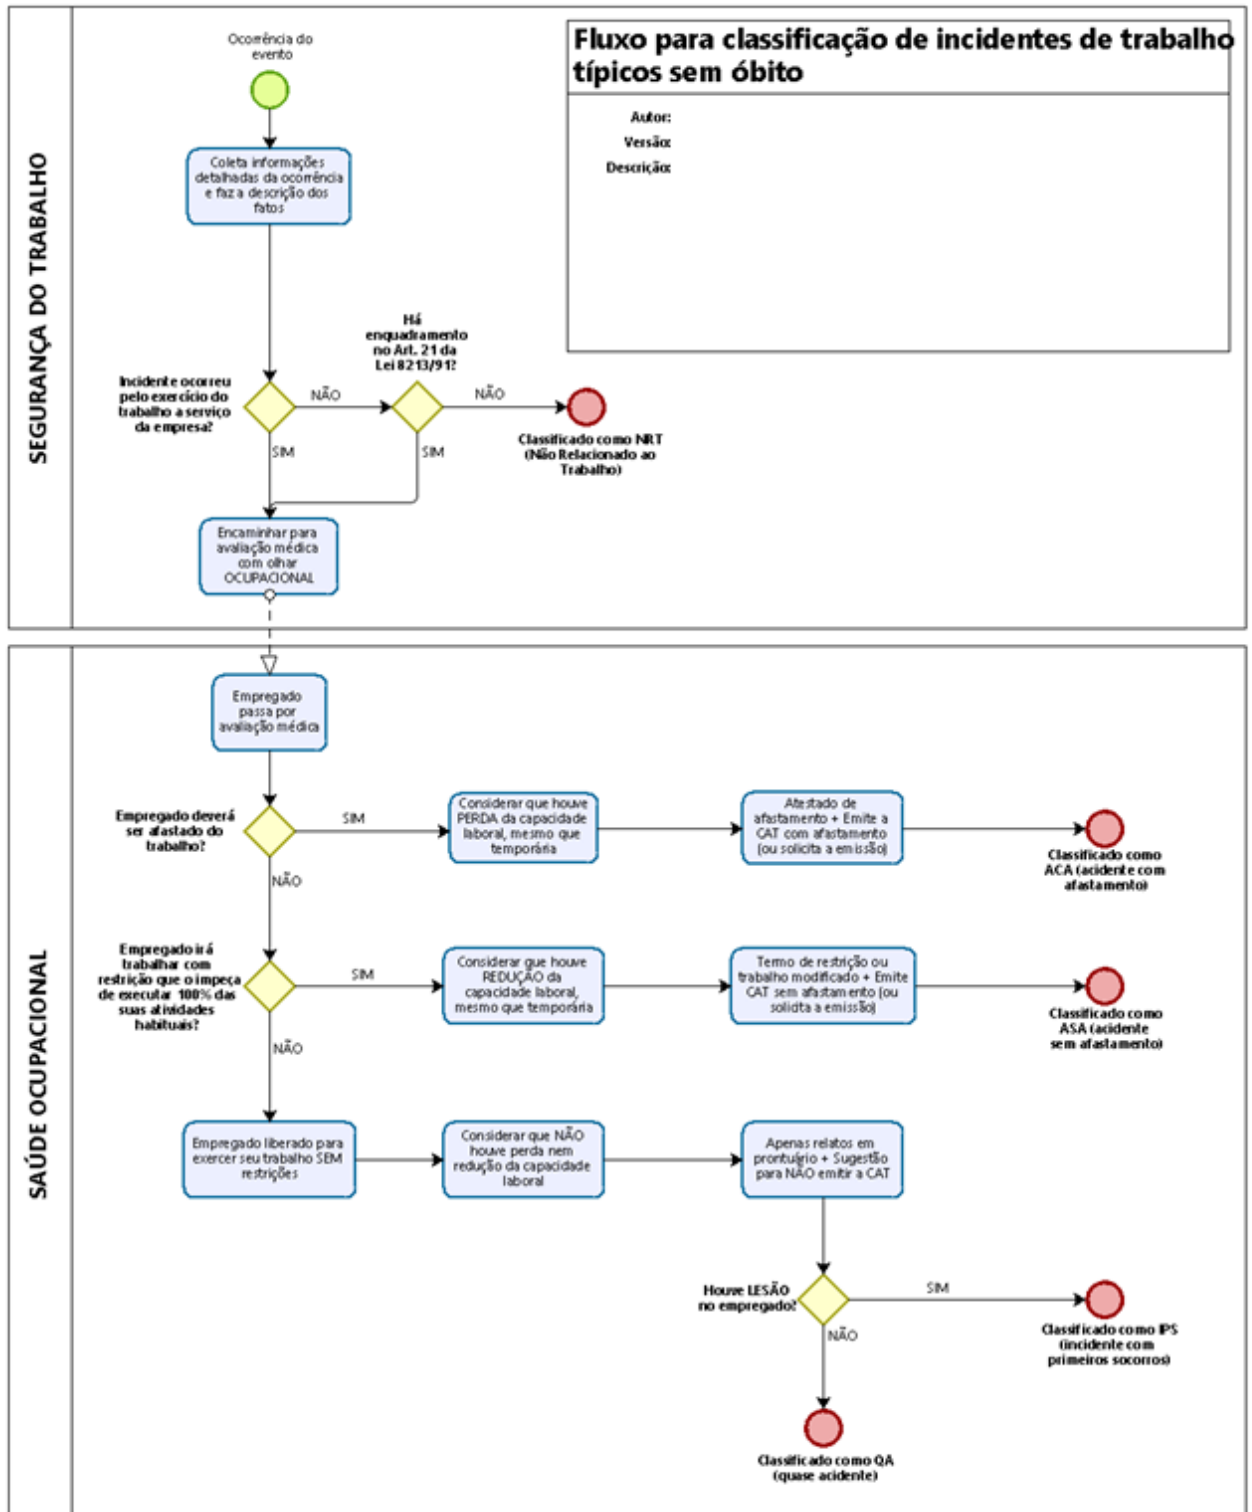 Fluxo para classificação de incidentes de trabalho
típicos sem óbito
Autor:
Versão:
Descrição:
SEGURANÇA DO TRABALHO
Ocorrência do
evento
Coleta informações
detalhadas da ocorrência
e faz a descrição dos
fatos
Incidente ocorreu
pelo exercício do
trabalho a serviço
da empresa?
NÃO
SIM
Há
enquadramento
no Art. 21 da
Lei 8213/91?
NÃO
SIM
Classificado como NRT
(Não Relacionado ao
Trabalho)
Encaminhar para
avaliação médica
com olhar
OCUPACIONAL
SAÚDE OCUPACIONAL
Empregado
passa por
avaliação médica
Empregado deverá
ser afastado do
trabalho?
SIM
NÃO
Considerar que houve
PERDA da capacidade
laboral, mesmo que
temporária
Atestado de
afastamento + Emite a
CAT com afastamento
(ou solicita a emissão)
Classificado como
ACA (acidente com
afastamento)
Empregado irá
trabalhar com
restrição que o impeça
de executar 100% das
suas atividades
habituais?
SIM
NÃO
Considerar que houve
REDUÇÃO da
capacidade laboral,
mesmo que temporária
Termo de restrição ou
trabalho modificado + Emite
CAT sem afastamento (ou
solicita a emissão)
Classificado como
ASA (acidente
sem afastamento)
Empregado liberado para
exercer seu trabalho SEM
restrições
Considerar que NÃO
houve perda nem
redução da capacidade
laboral
Apenas relatos em
prontuário + Sugestão
para NÃO emitir a CAT
Houve LESÃO
no empregado?
SIM
NÃO
Classificado como IPS
(incidente com
primeiros socorros)
Classificado como QA
(quase acidente)